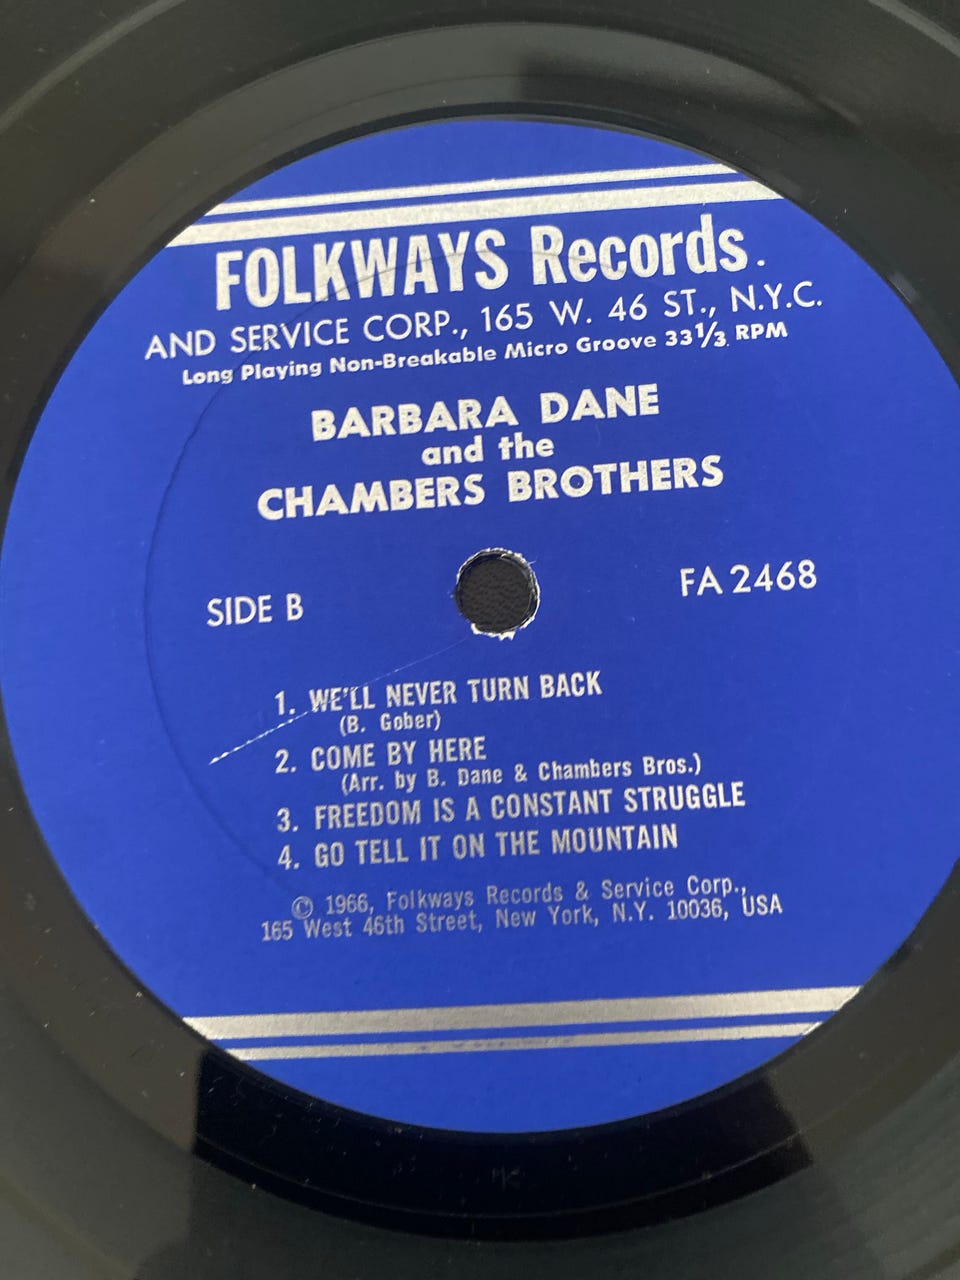 FOLKWAYS Records.
AND SERVICE CORP., 165 W. 46 ST., N.Y.C.
Long Playing Non-Breakable Micro Groove 33⅓ RPM
BARBARA DANE
and the
CHAMBERS BROTHERS
SIDE B
FA 2468
1. WE'LL NEVER TURN BACK
(B. Gober)
2. COME BY HERE
(Arr. by B. Dane & Chambers Bros.)
3. FREEDOM IS A CONSTANT STRUGGLE
4. GO TELL IT ON THE MOUNTAIN
© 1966, Folkways Records & Service Corp.,
165 West 46th Street, New York, N.Y. 10036, USA